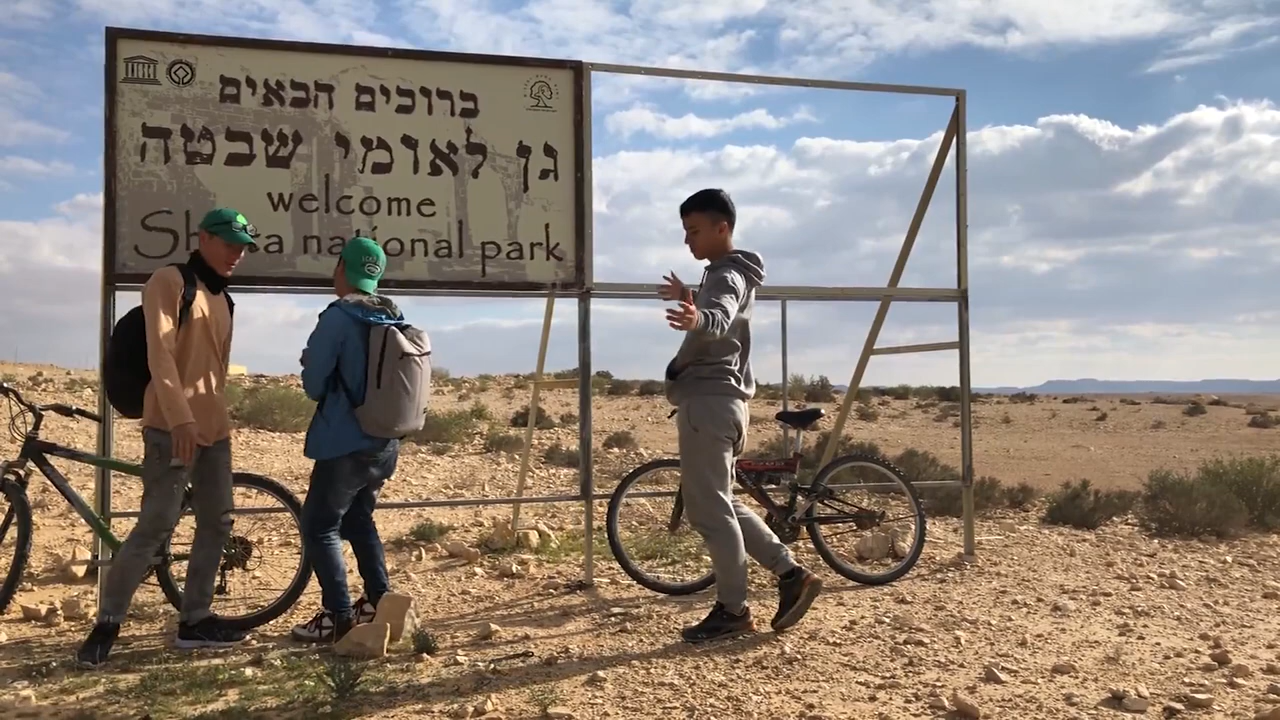 ברוכים הבאים
גן לאומי שבטה
welcome
national park